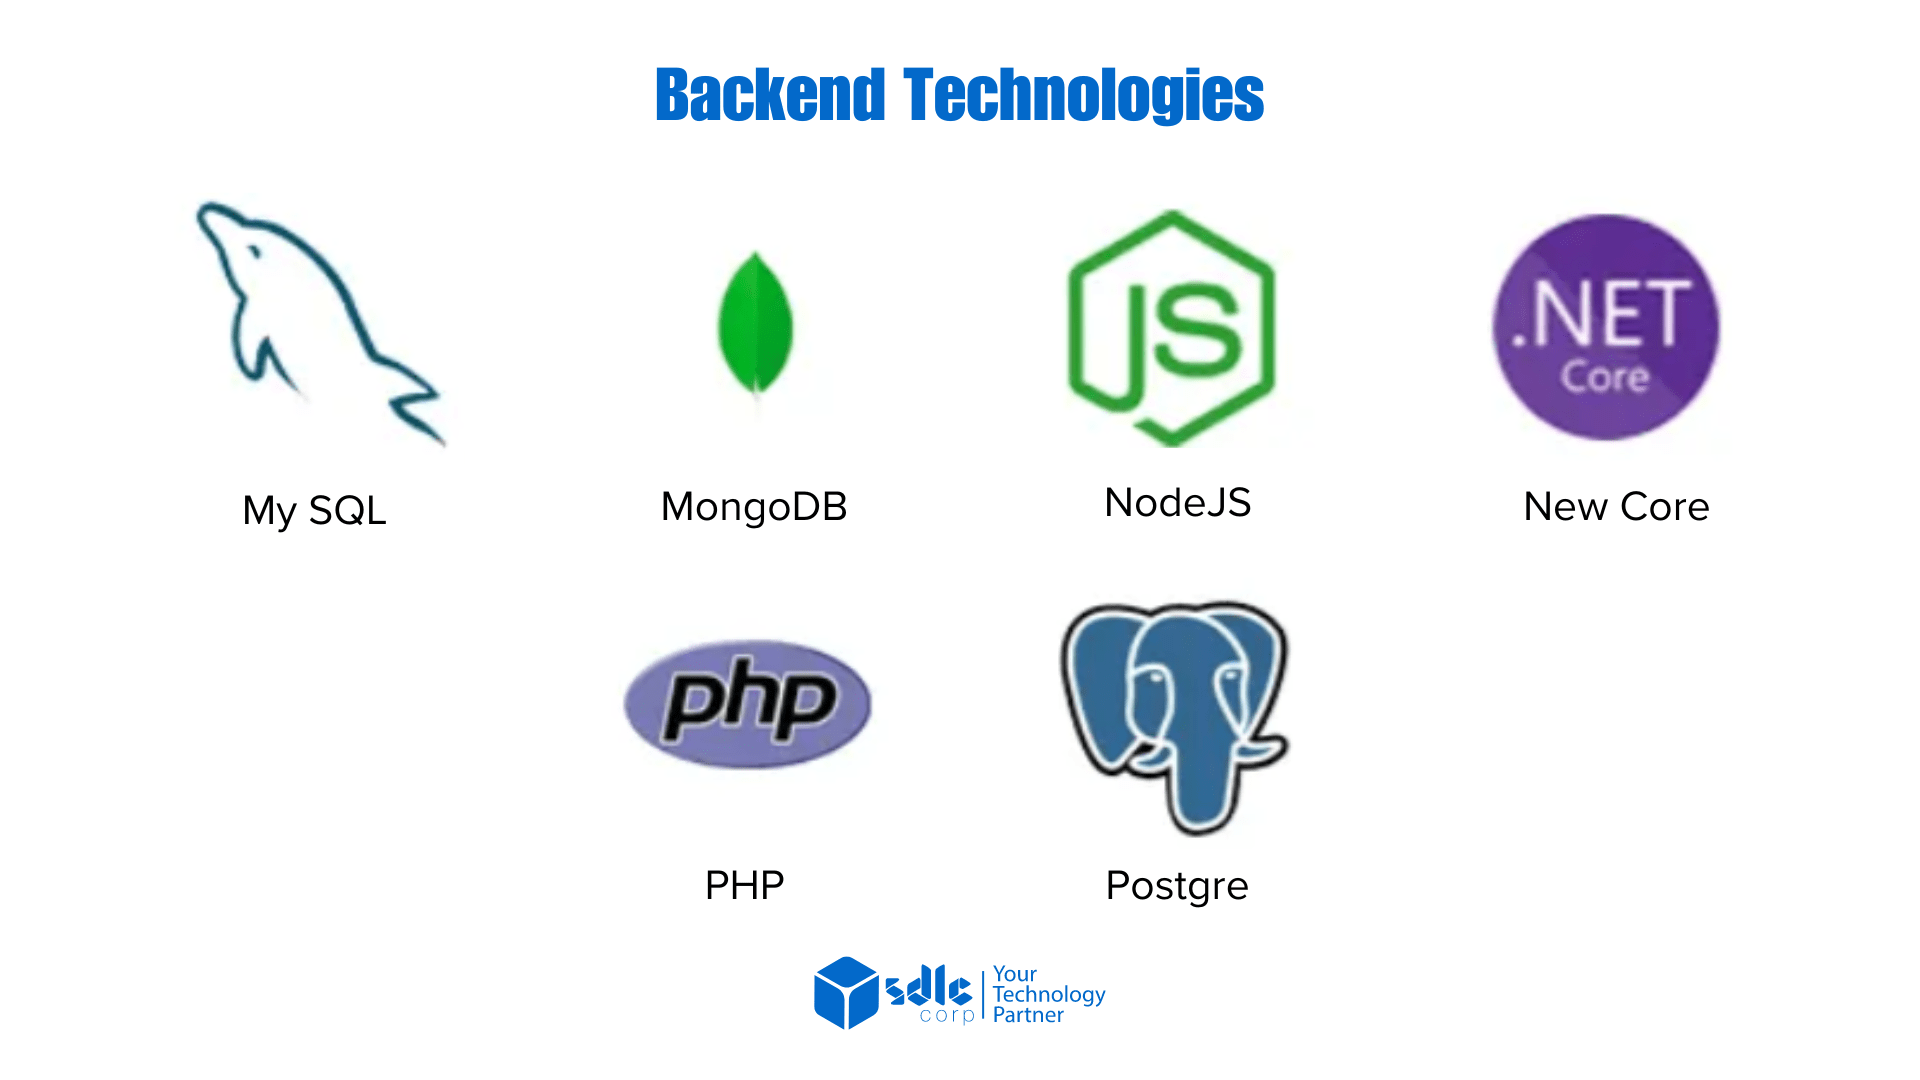 Backend Technologies
JS
.NET
Core
My SQL
MongoDB
NodeJS
New Core
php
PHP
Postgre
sdlc
corp
Your
Technology
Partner